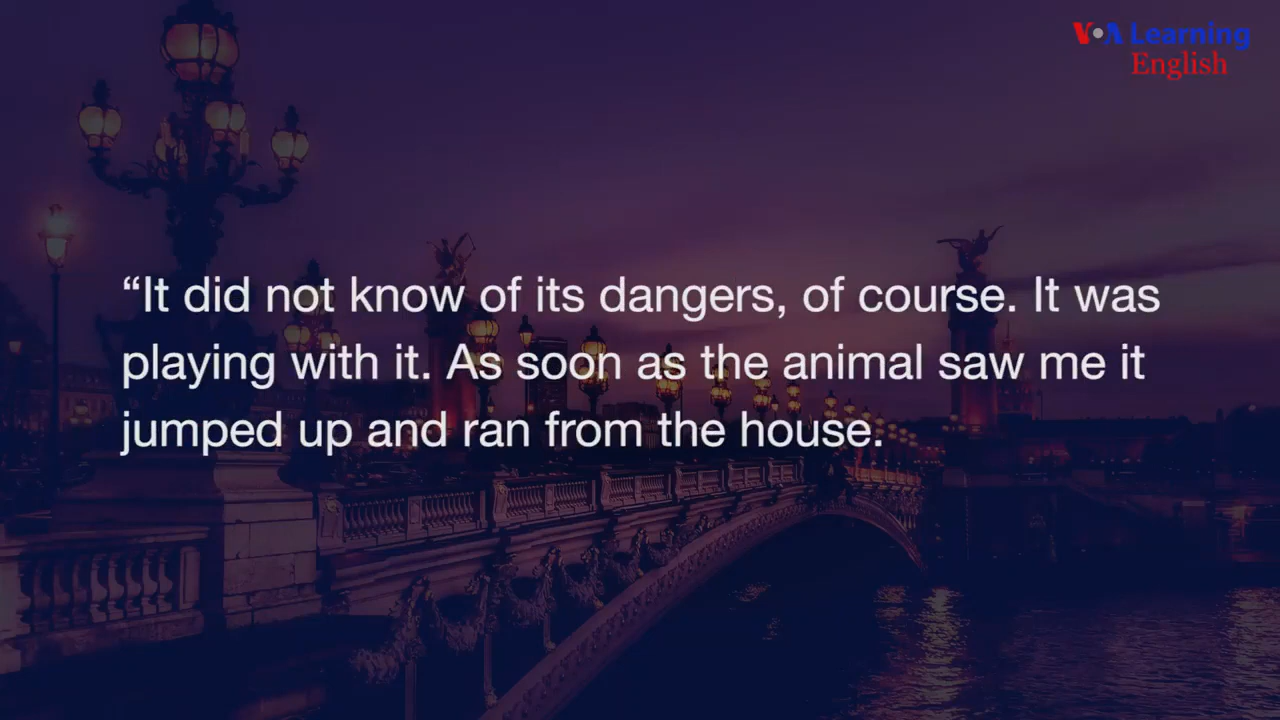 VOA Learning
English
“It did not know of its dangers, of course. It was
playing with it. As soon as the animal saw me it
jumped up and ran from the house.